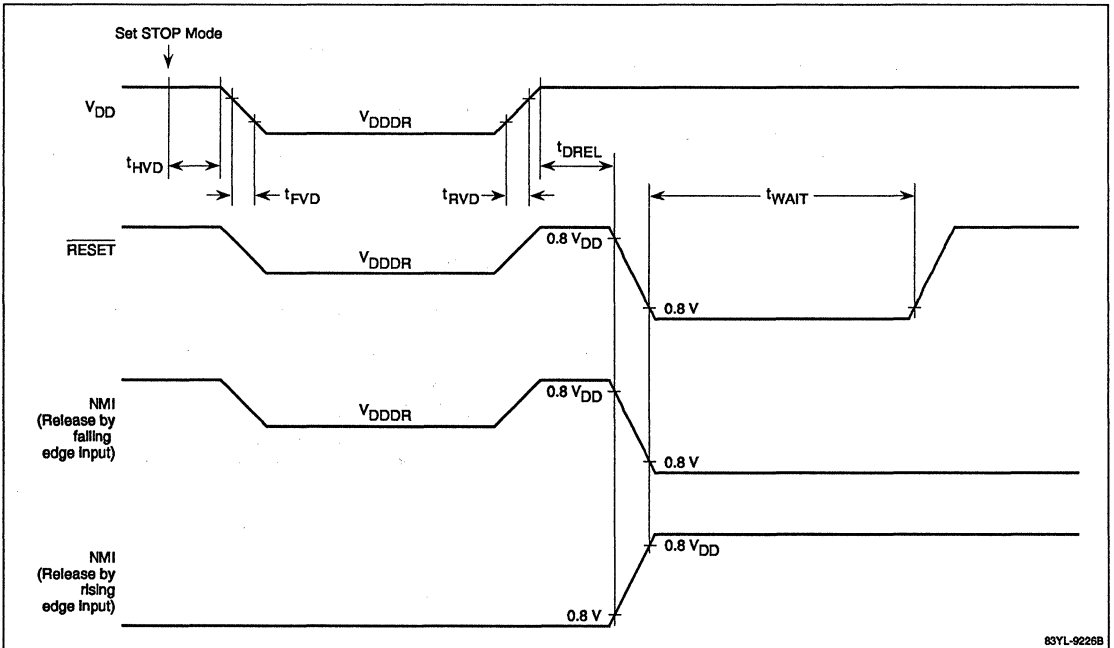 Set STOP Mode
VDD
VDDDR
tHVD
tFVD
tRVD
tDREL
tWAIT
RESET
VDDDR
0.8 VDD
0.8 V
NMI
(Release by
falling
edge input)
VDDDR
0.8 VDD
0.8 V
NMI
(Release by
rising
edge input)
0.8 VDD
0.8 V
83YL-9226B